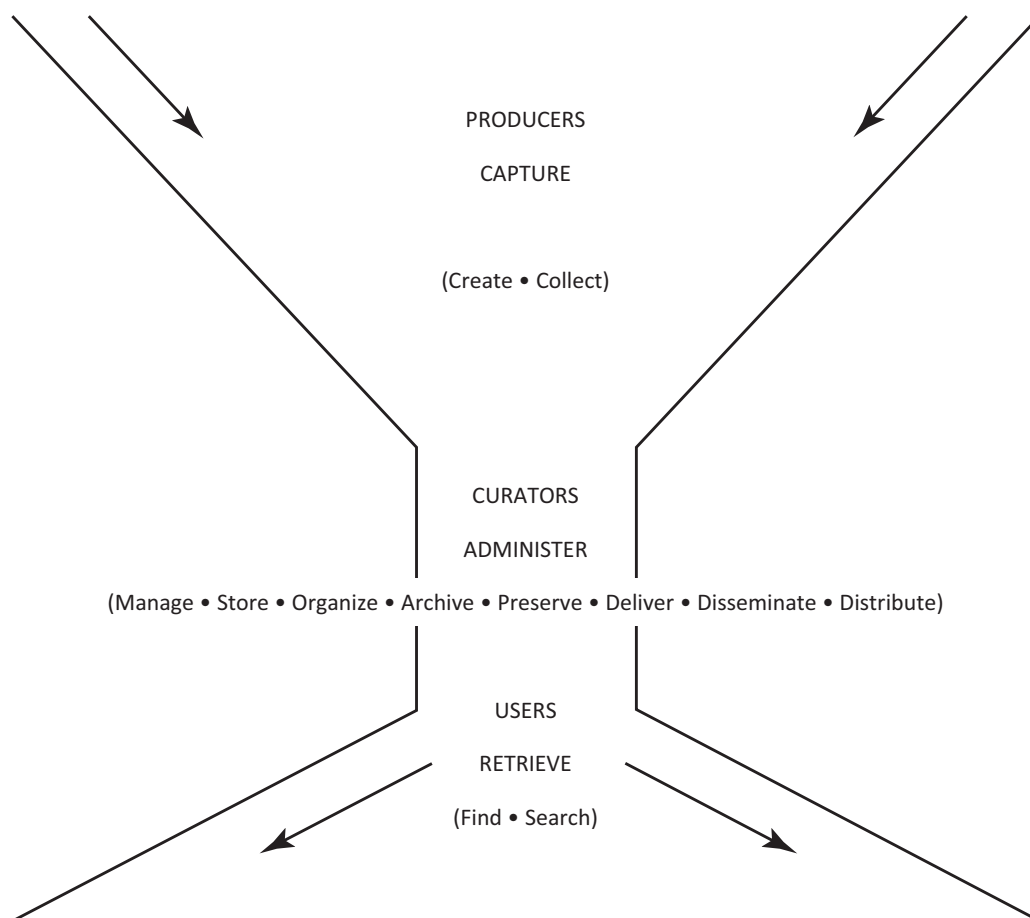 PRODUCERS
CAPTURE
(Create • Collect)
CURATORS
ADMINISTER
(Manage • Store • Organize • Archive • Preserve • Deliver • Disseminate • Distribute)
USERS
RETRIEVE
(Find • Search)